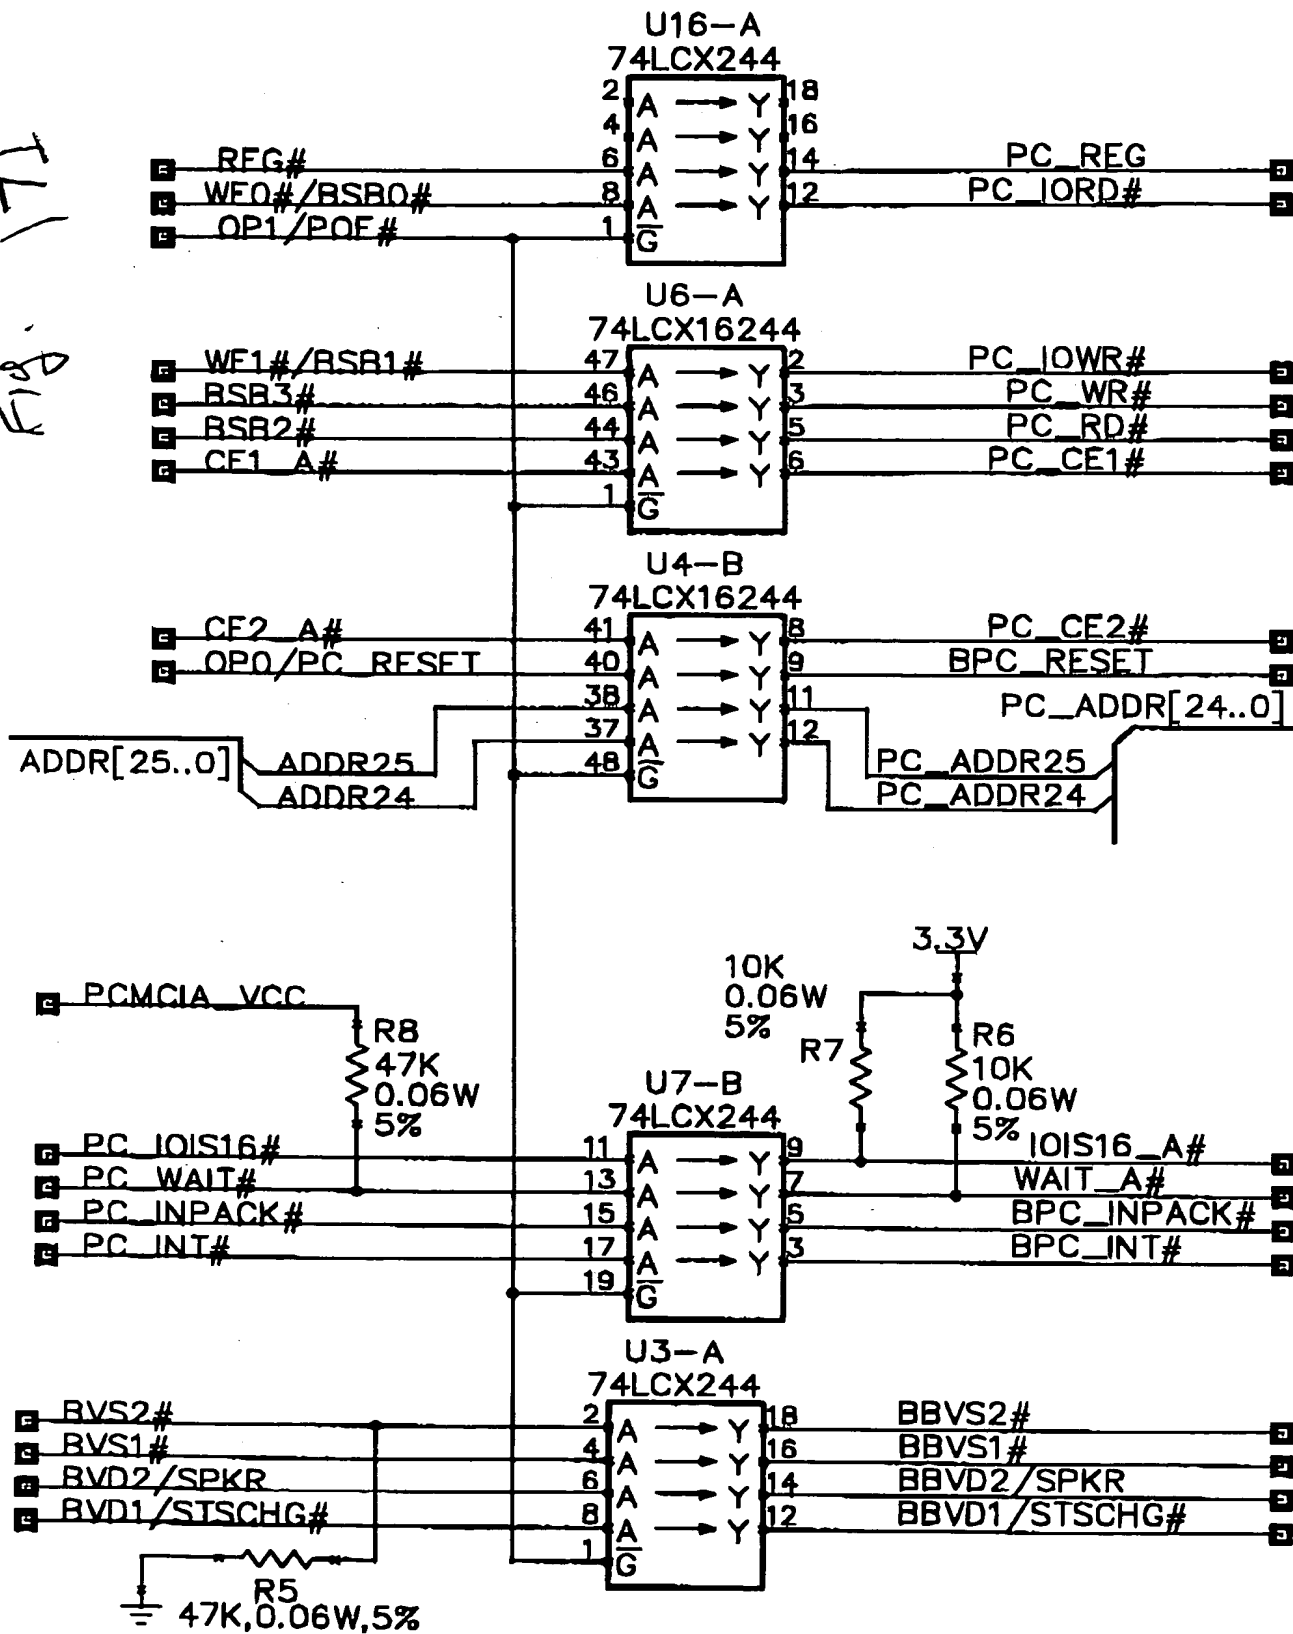 U16-A
74LCX244
2 A Y 18
4 A Y 16
REG# 6 A Y 14 PC_REG
WE0#/BSB0# 8 A Y 12 PC_IORD#
OP1/POE# 1 G
U6-A
74LCX16244
WE1#/BSB1# 47 A Y 2 PC_IOWR#
BSB3# 46 A Y 3 PC_WR#
BSB2# 44 A Y 5 PC_RD#
CE1_A# 43 A Y 6 PC_CE1#
1 G
U4-B
74LCX16244
CE2_A# 41 A Y 8 PC_CE2#
OP0/PC_RESET 40 A Y 9 BPC_RESET
38 A Y 11 PC_ADDR[24..0]
37 A Y 12
ADDR[25..0] ADDR25 48 G PC_ADDR25
ADDR24 PC_ADDR24
3.3V
PCMCIA_VCC
10K
0.06W
5%
R8
47K
0.06W
5%
R7
R6
10K
0.06W
5%
U7-B
74LCX244
PC_IOIS16# 11 A Y 9 IOIS16_A#
PC_WAIT# 13 A Y 7 WAIT_A#
PC_INPACK# 15 A Y 5 BPC_INPACK#
PC_INT# 17 A Y 3 BPC_INT#
19 G
U3-A
74LCX244
BVS2# 2 A Y 18 BBVS2#
BVS1# 4 A Y 16 BBVS1#
BVD2/SPKR 6 A Y 14 BBVD2/SPKR
BVD1/STSCHG# 8 A Y 12 BBVD1/STSCHG#
1 G
R5
47K,0.06W,5%
Fig.